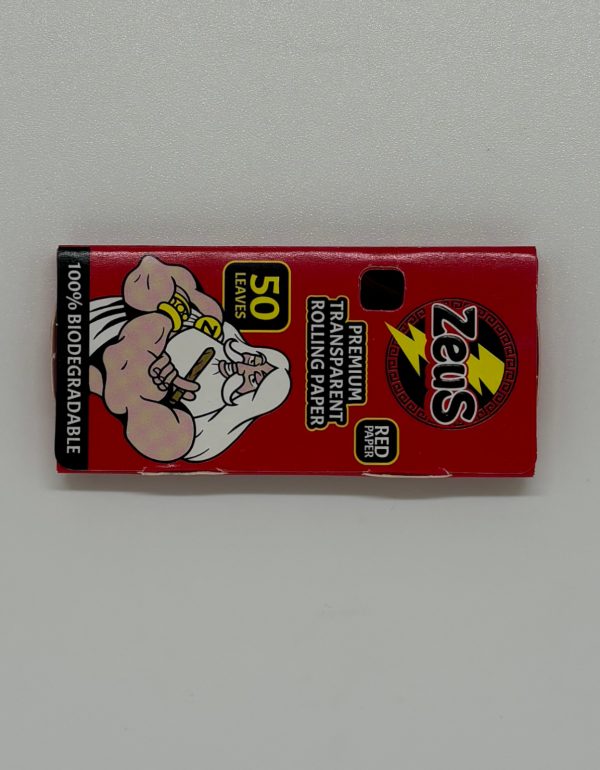 Zeus
RED
PAPER
PREMIUM
TRANSPARENT
ROLLING PAPER
50
LEAVES
Z
100% BIODEGRADABLE